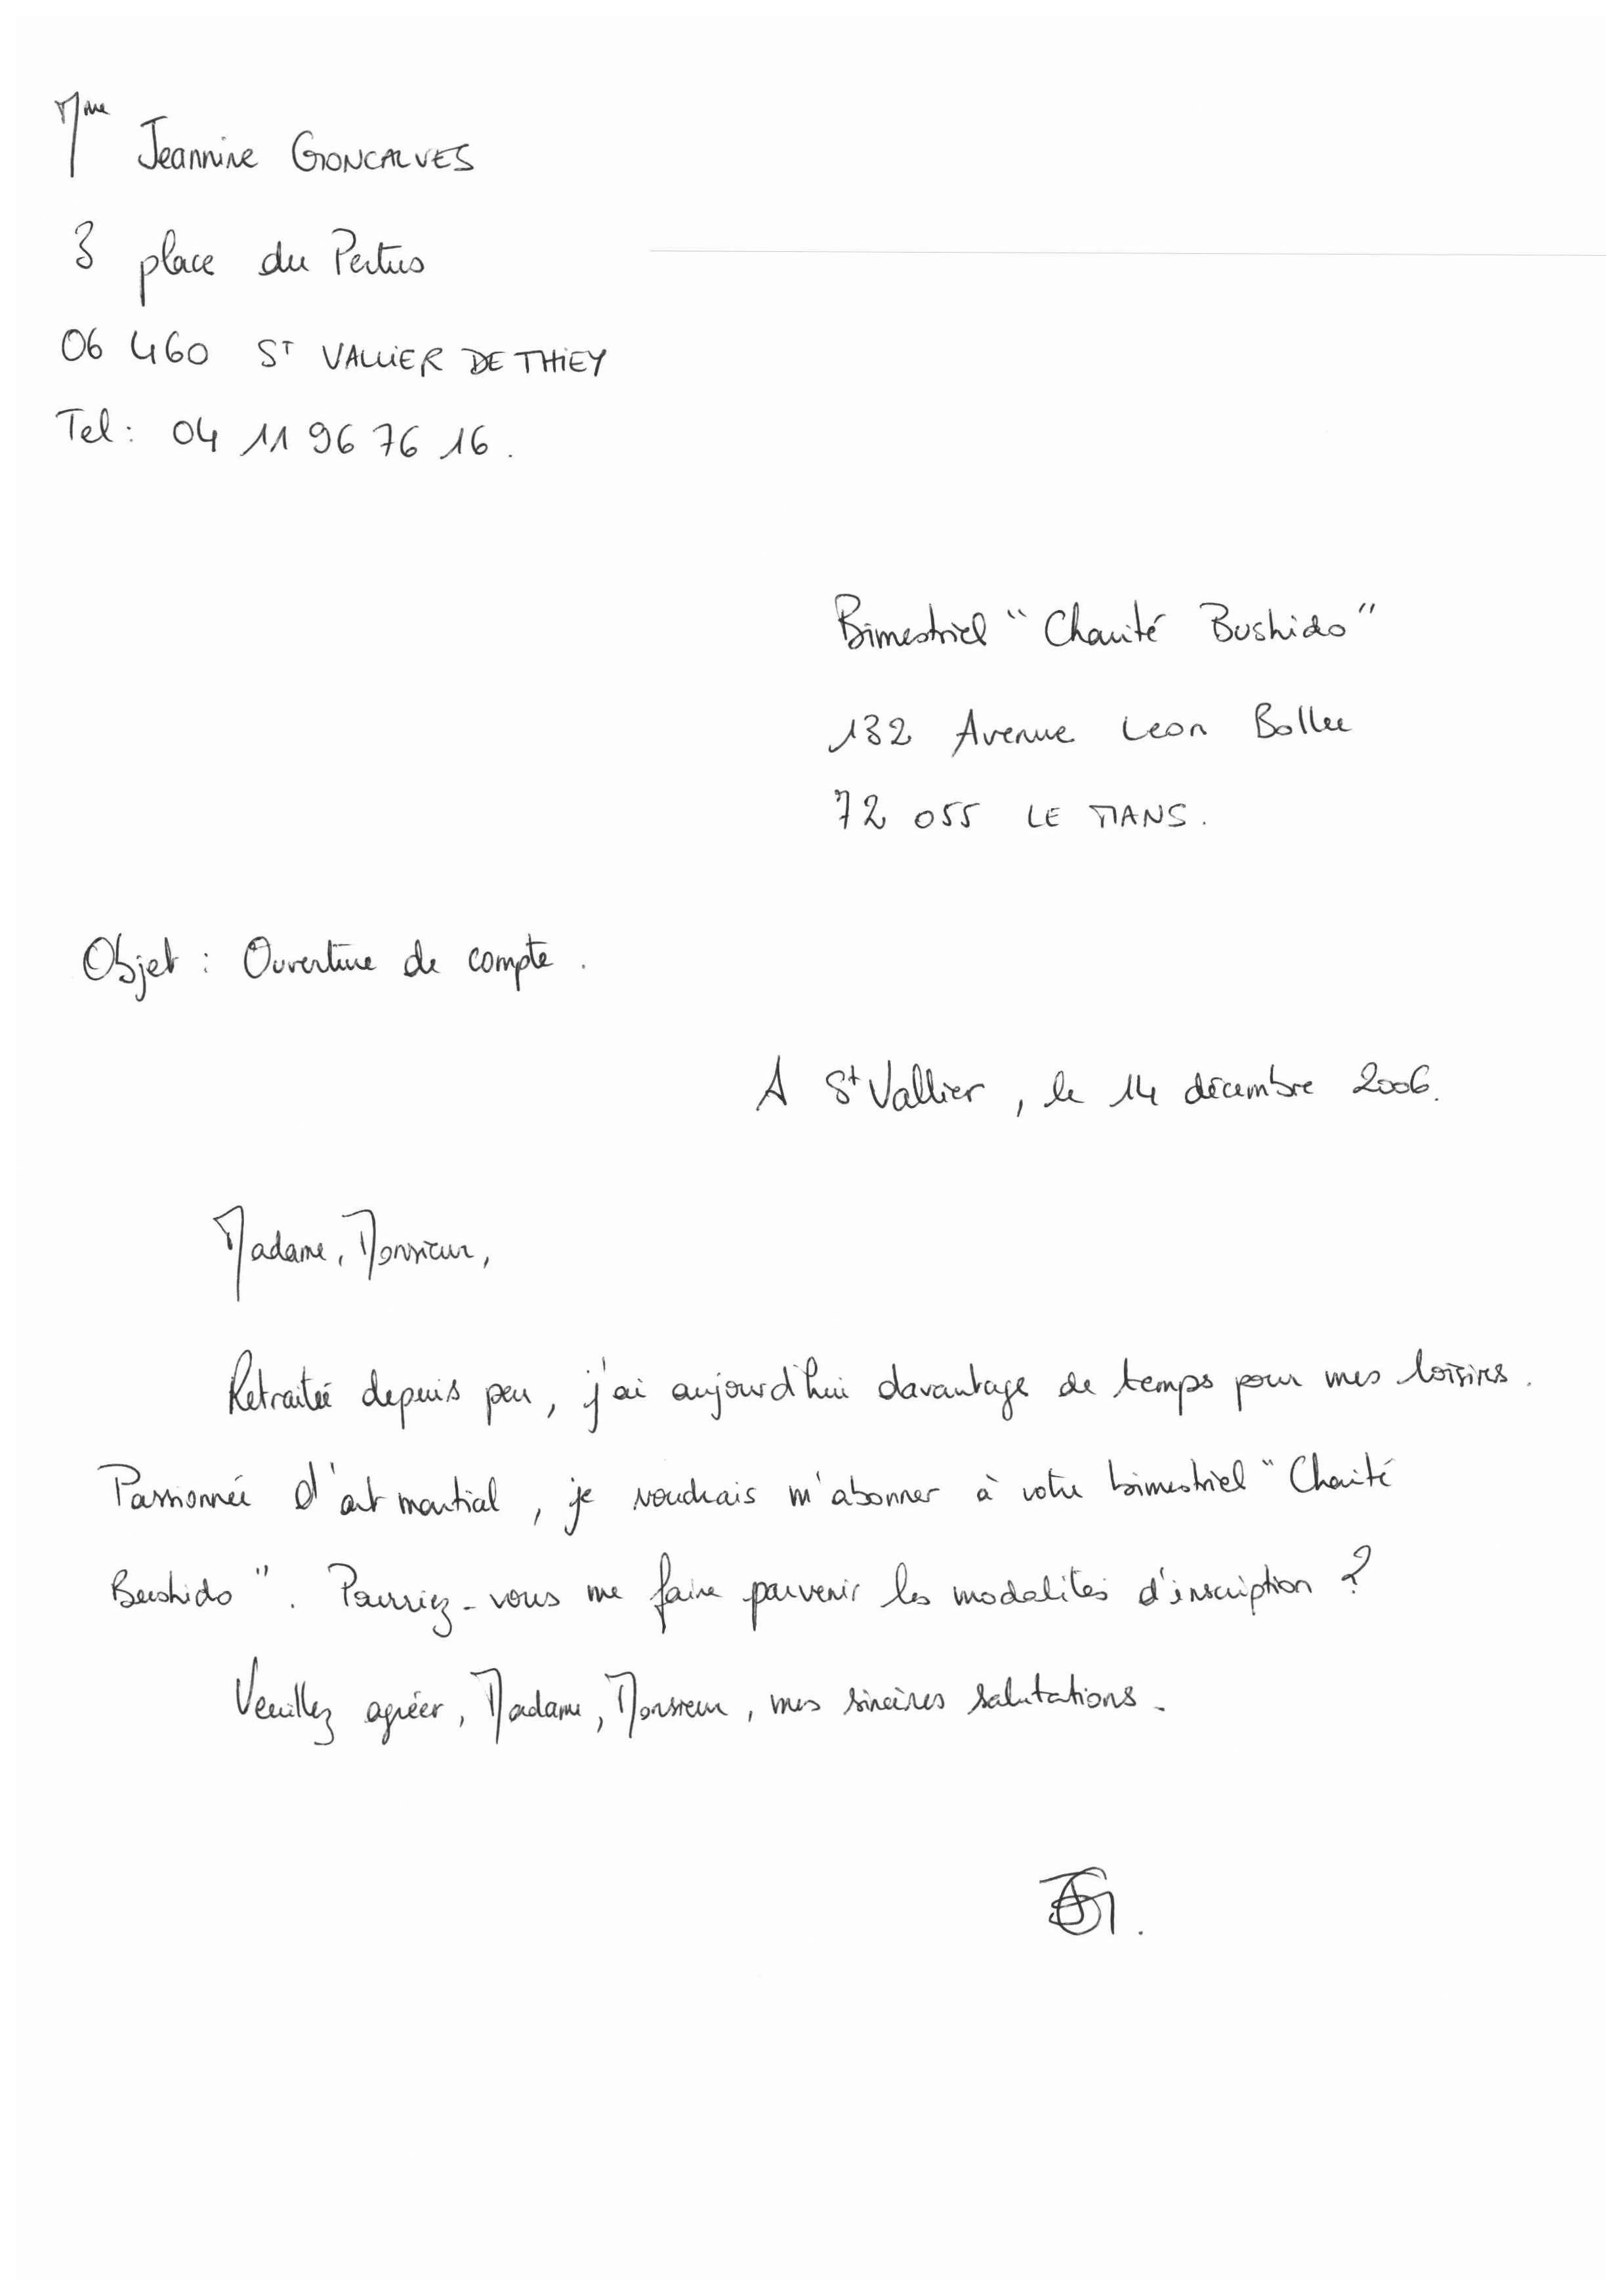 Mme Jeannine GONCALVES
3 place du Pertus
06 460 ST VALLIER DE THIEY
Tel : 04 11 96 76 16.
Bimestriel "Charité Bushido"
132 Avenue Leon Bollee
72 055 LE MANS.
Objet : Ouverture de compte.
A St Vallier, le 14 décembre 2006.
Madame, Monsieur,
Retraitée depuis peu, j'ai aujourd'hui davantage de temps pour mes loisirs.
Passionnée d'art martial, je voudrais m'abonner à votre bimestriel "Charité
Bushido". Pourriez-vous me faire parvenir les modalités d'inscription ?
Veuillez agréer, Madame, Monsieur, mes sincères salutations.